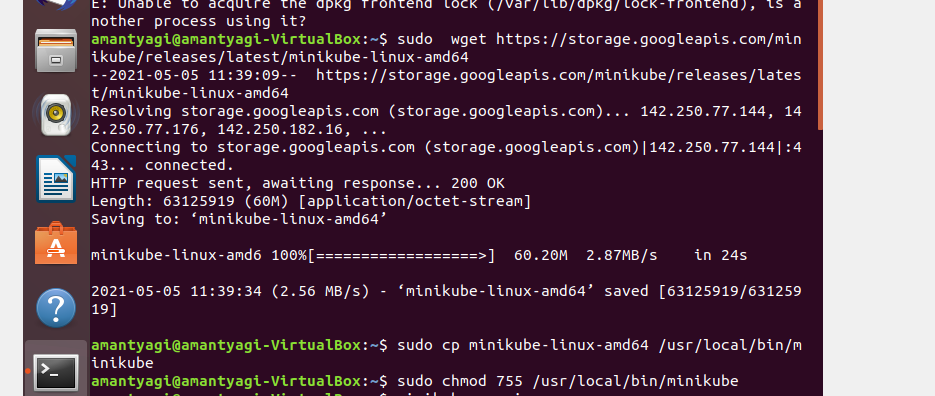 E: Unable to acquire the dpkg frontend lock (/var/lib/dpkg/lock-frontend), is a
nother process using it?
amantyagi@amantyagi-VirtualBox:~$ sudo  wget https://storage.googleapis.com/min
ikube/releases/latest/minikube-linux-amd64
--2021-05-05 11:39:09--  https://storage.googleapis.com/minikube/releases/lates
t/minikube-linux-amd64
Resolving storage.googleapis.com (storage.googleapis.com)... 142.250.77.144, 14
2.250.77.176, 142.250.182.16, ...
Connecting to storage.googleapis.com (storage.googleapis.com)|142.250.77.144|:4
43... connected.
HTTP request sent, awaiting response... 200 OK
Length: 63125919 (60M) [application/octet-stream]
Saving to: ‘minikube-linux-amd64’
minikube-linux-amd6 100%[==================>]  60.20M  2.87MB/s    in 24s
2021-05-05 11:39:34 (2.56 MB/s) - ‘minikube-linux-amd64’ saved [63125919/631259
19]
amantyagi@amantyagi-VirtualBox:~$ sudo cp minikube-linux-amd64 /usr/local/bin/m
inikube
amantyagi@amantyagi-VirtualBox:~$ sudo chmod 755 /usr/local/bin/minikube